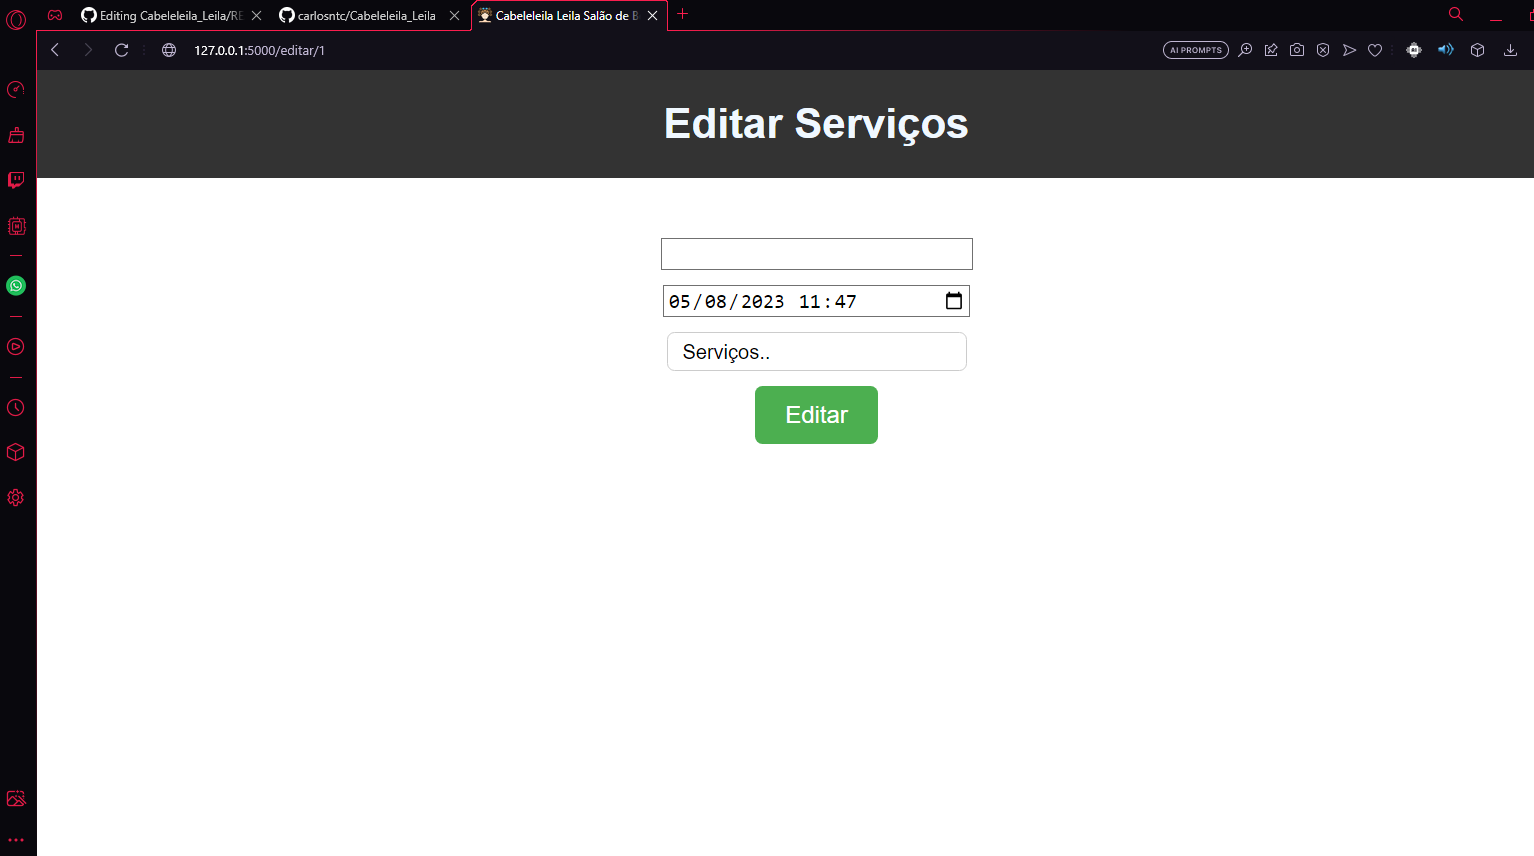 Editing Cabeleleila_Leila/RE
carlosntc/Cabeleleila_Leila
Cabeleila Leila Salão de B
127.0.0.1:5000/editar/1
AI PROMPTS
Editar Serviços
05/08/2023 11:47
Serviços..
Editar